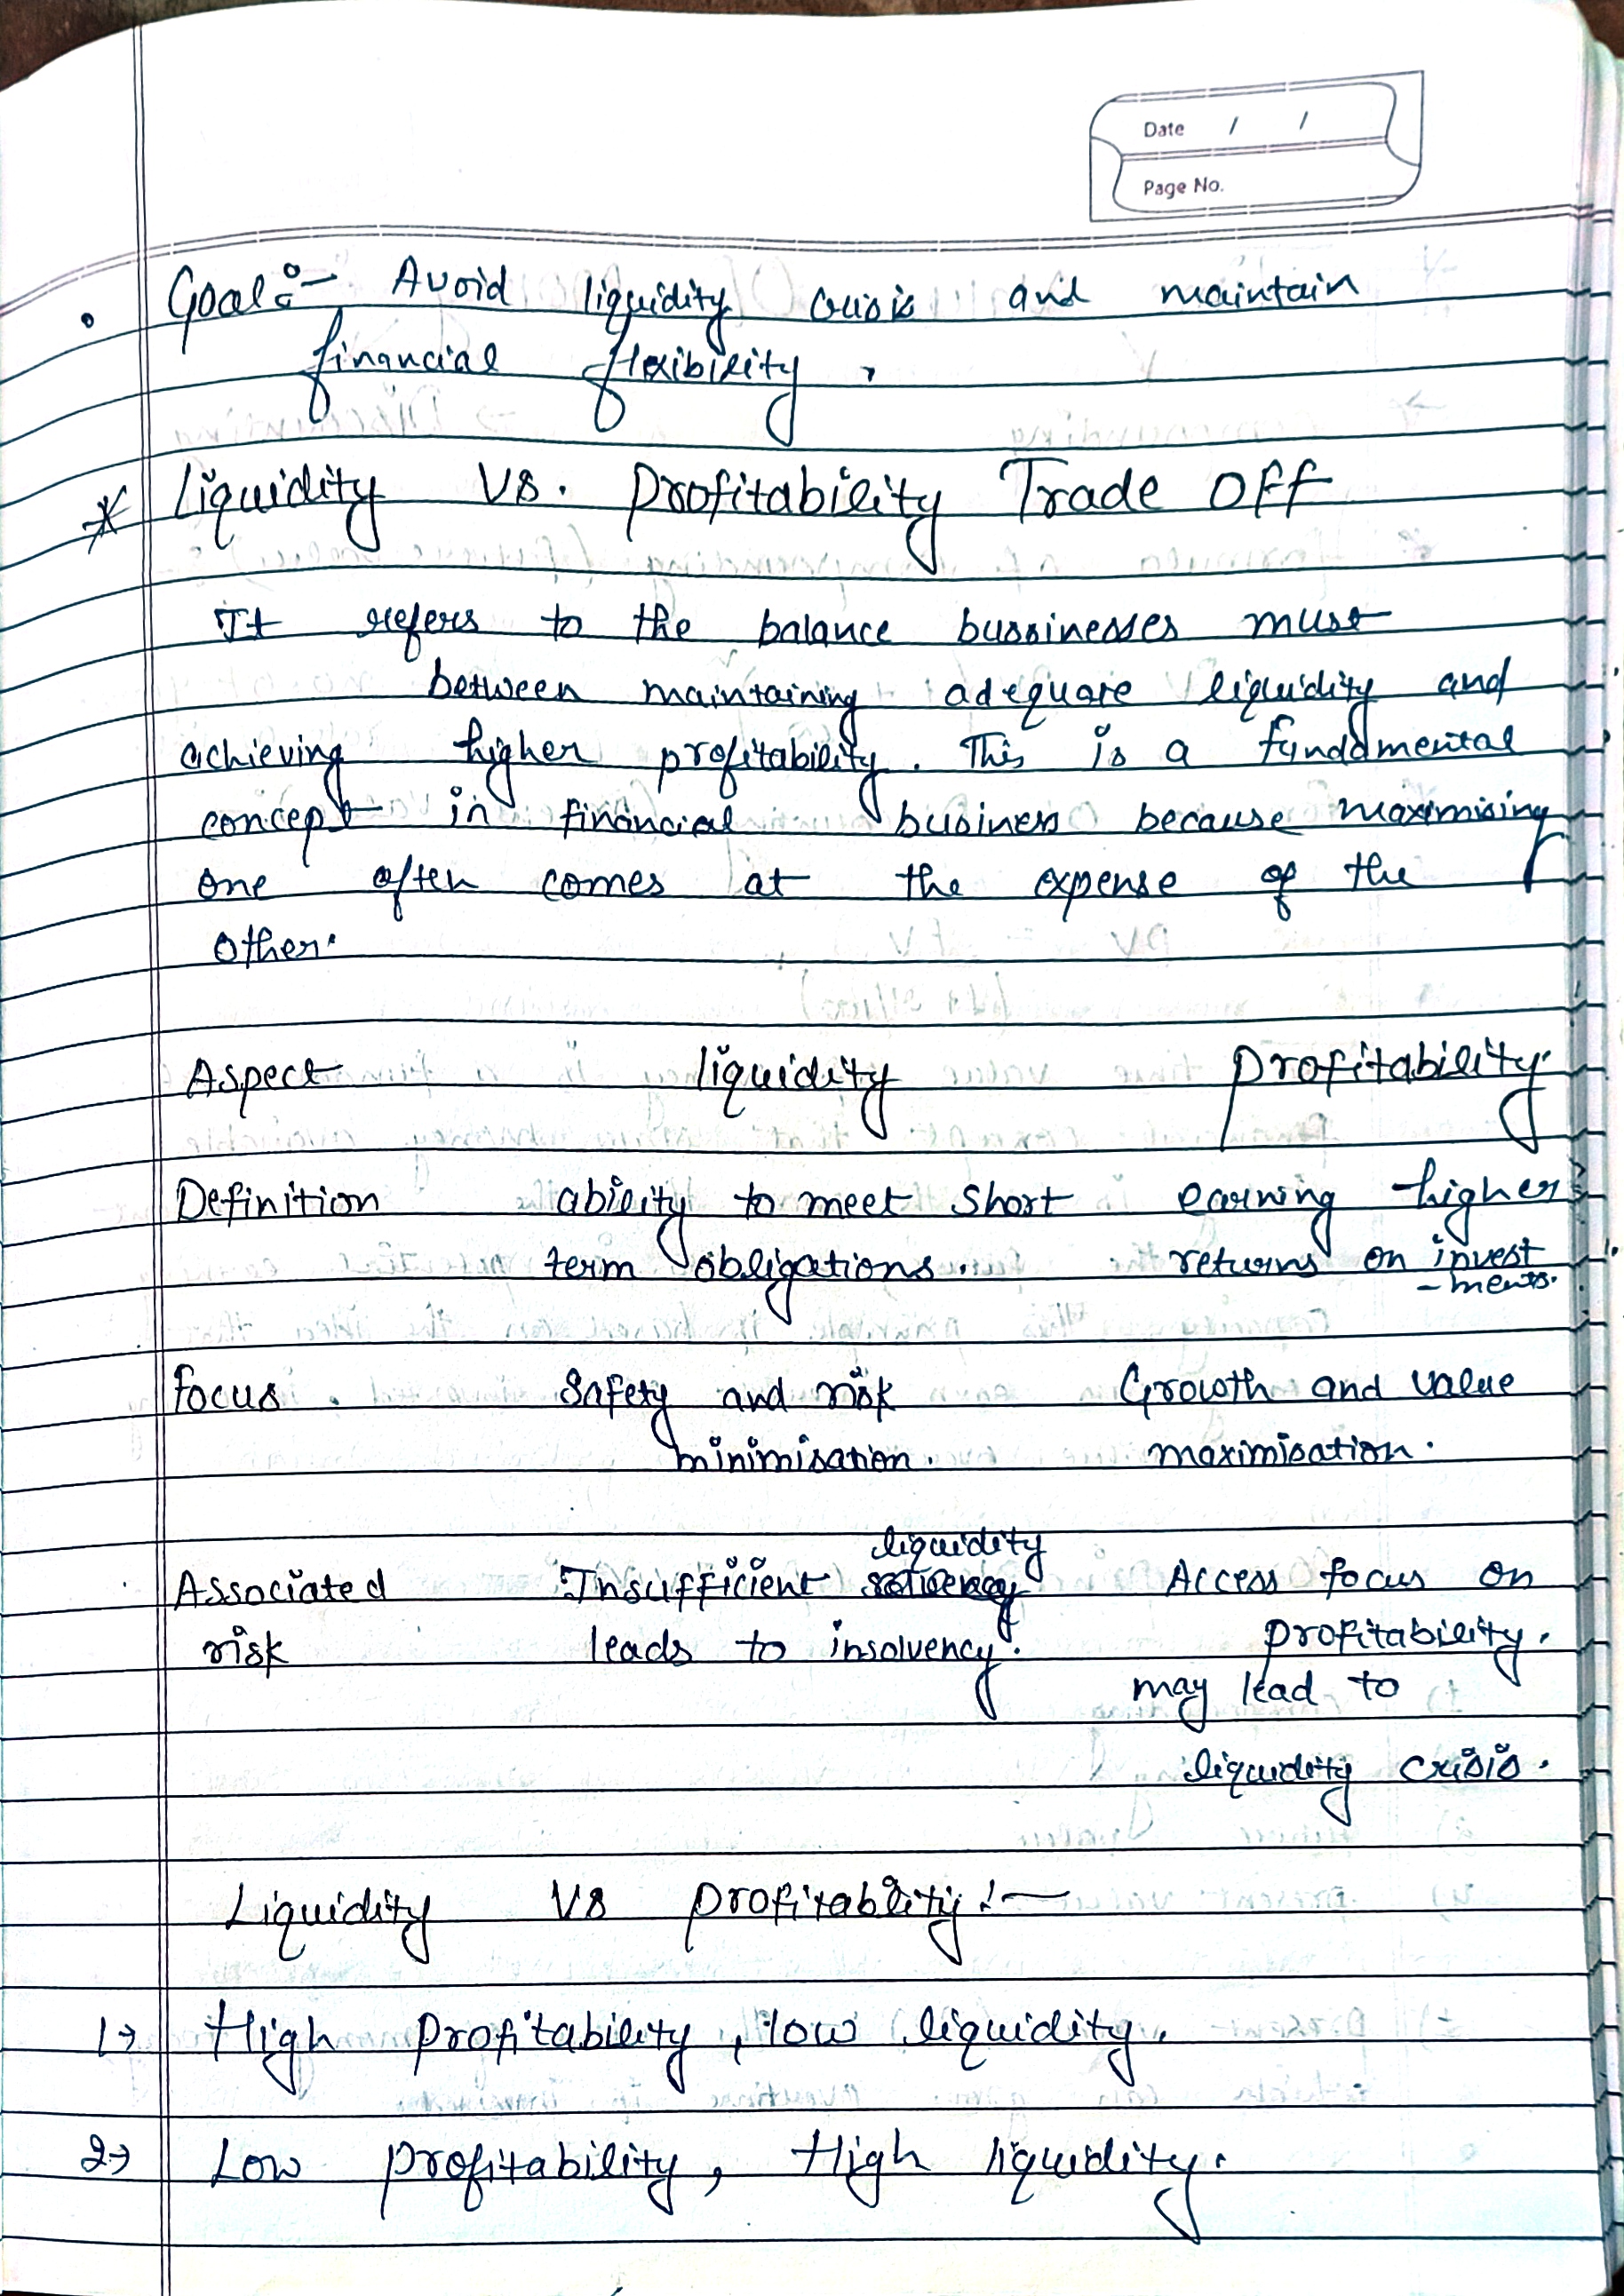 Date / /
Page No.
• Goal :- Avoid liquidity crisis and maintain
financial flexibility .
* Liquidity Vs. Profitability Trade Off
It refers to the balance bussinesses must
between maintaining adequare liquidity and
achieving higher profitability. This is a fundamental
concept in financial business because maximising
one often comes at the expense of the
other.
Aspect liquidity Profitability.
Definition ability to meet short earning higher
term obligations. returns on invest
-ments.
focus . Safety and risk Growth and value
minimisation. maximisation.
liquidity
Associated Insufficient Access focus on
risk leads to insolvency. profitability.
may lead to
liquidity crisis.
Liquidity Vs profitablity :-
1→ High profitability, low liquidity.
2→ Low profitability, High liquidity.